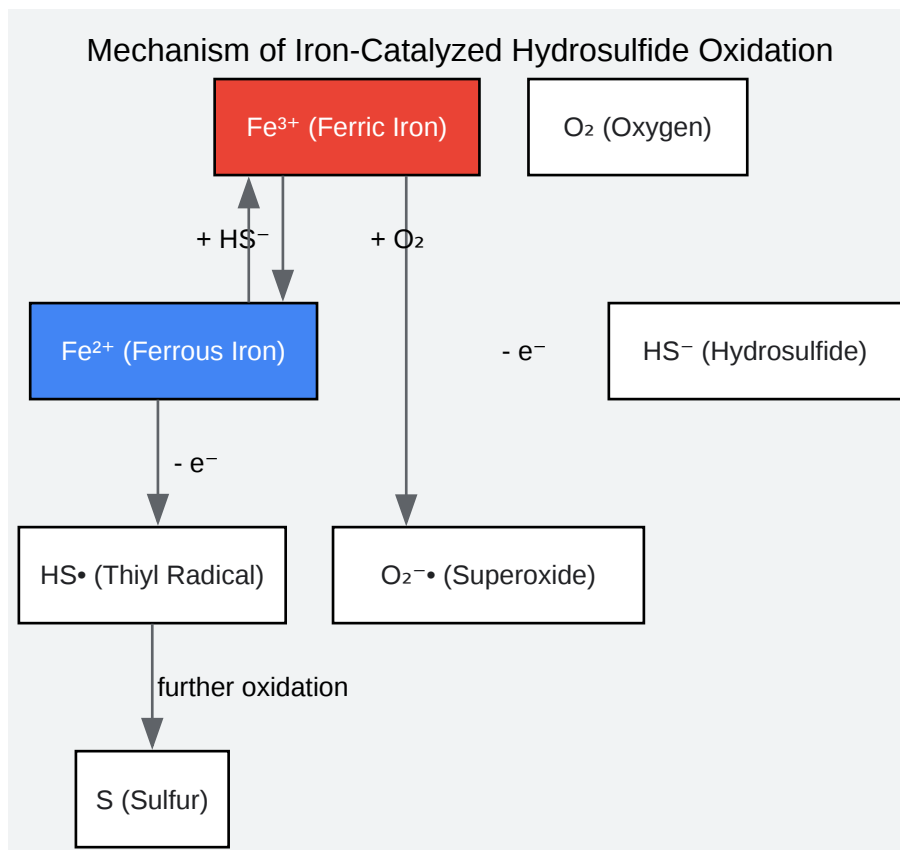 Mechanism of Iron-Catalyzed Hydrosulfide Oxidation
Fe³⁺ (Ferric Iron)
O₂ (Oxygen)
+ HS⁻
+ O₂
Fe²⁺ (Ferrous Iron)
- e⁻
HS⁻ (Hydrosulfide)
- e⁻
HS• (Thiyl Radical)
O₂⁻• (Superoxide)
further oxidation
S (Sulfur)